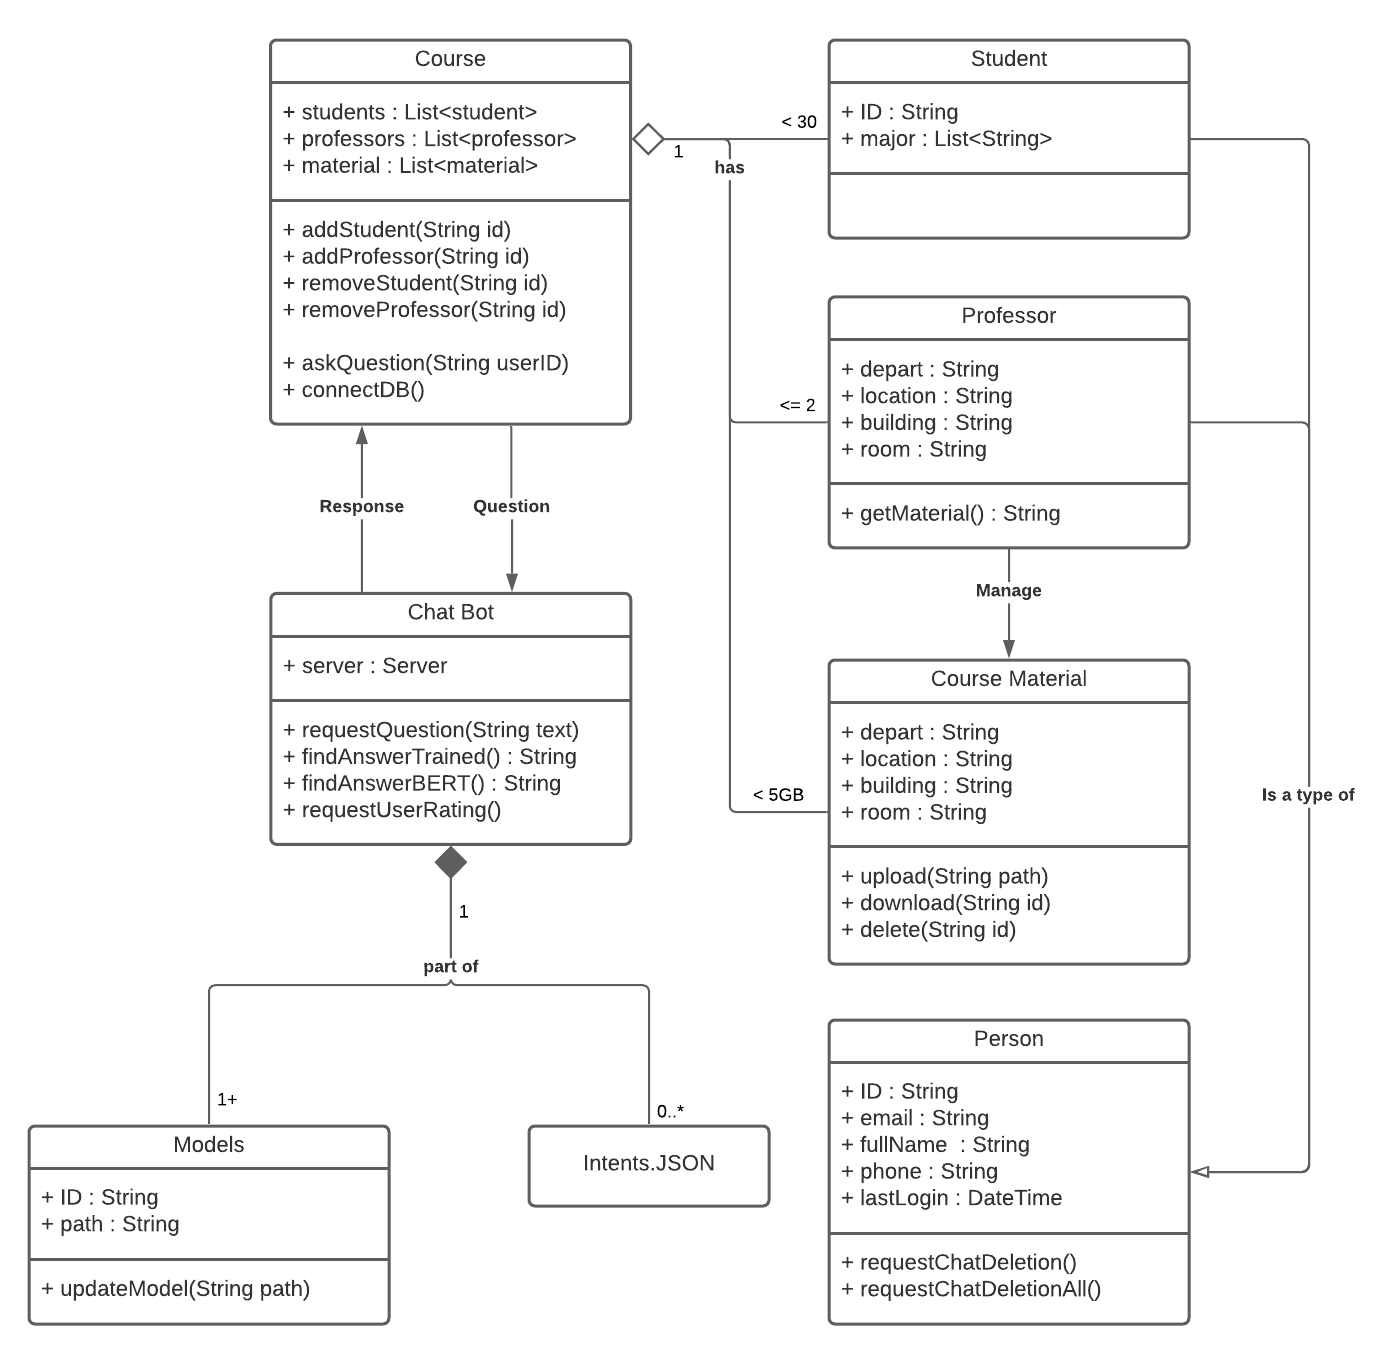 Course
+ students : List<student>
+ professors : List<professor>
+ material : List<material>
+ addStudent(String id)
+ addProfessor(String id)
+ removeStudent(String id)
+ removeProfessor(String id)
+ askQuestion(String userID)
+ connectDB()
1
has
< 30
<= 2
< 5GB
Student
+ ID : String
+ major : List<String>
Professor
+ depart : String
+ location : String
+ building : String
+ room : String
+ getMaterial() : String
Manage
Response
Question
Chat Bot
+ server : Server
+ requestQuestion(String text)
+ findAnswerTrained() : String
+ findAnswerBERT() : String
+ requestUserRating()
Course Material
+ depart : String
+ location : String
+ building : String
+ room : String
+ upload(String path)
+ download(String id)
+ delete(String id)
Is a type of
1
part of
1+
0..*
Models
+ ID : String
+ path : String
+ updateModel(String path)
Intents.JSON
Person
+ ID : String
+ email : String
+ fullName  : String
+ phone : String
+ lastLogin : DateTime
+ requestChatDeletion()
+ requestChatDeletionAll()